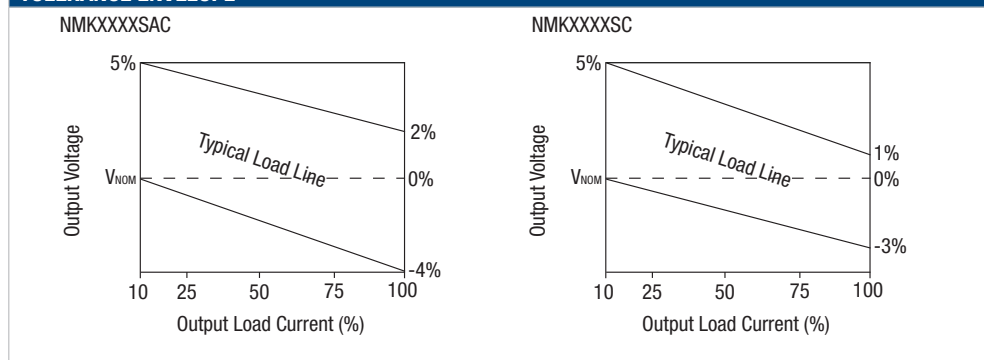 TOLERANCE ENVELOPE
NMKXXXXSAC
5%
2%
Typical Load Line
VNOM
0%
-4%
Output Voltage
10 25 50 75 100
Output Load Current (%)
NMKXXXXSC
5%
1%
Typical Load Line
VNOM
0%
-3%
Output Voltage
10 25 50 75 100
Output Load Current (%)